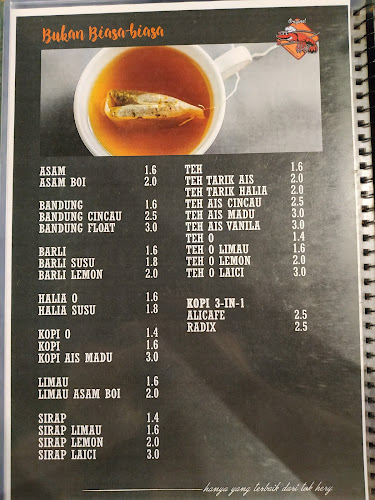 Bukan Biasa-biasa
ASAM 1.6
ASAM BOI 2.0
BANDUNG 1.6
BANDUNG CINCAU 2.5
BANDUNG FLOAT 3.0
BARLI 1.6
BARLI SUSU 1.8
BARLI LEMON 2.0
HALIA O 1.6
HALIA SUSU 1.8
KOPI O 1.4
KOPI 1.6
KOPI AIS MADU 3.0
LIMAU 1.6
LIMAU ASAM BOI 2.0
SIRAP 1.4
SIRAP LIMAU 1.6
SIRAP LEMON 2.0
SIRAP LAICI 3.0
TEH 1.6
TEH TARIK AIS 2.0
TEH TARIK HALIA 2.0
TEH AIS CINCAU 2.5
TEH AIS MADU 3.0
TEH AIS VANILA 3.0
TEH O 1.4
TEH O LIMAU 1.6
TEH O LEMON 2.0
TEH O LAICI 3.0
KOPI 3-IN-1
ALICAFE 2.5
RADIX 2.5
hanya yang terbaik dari tok hery